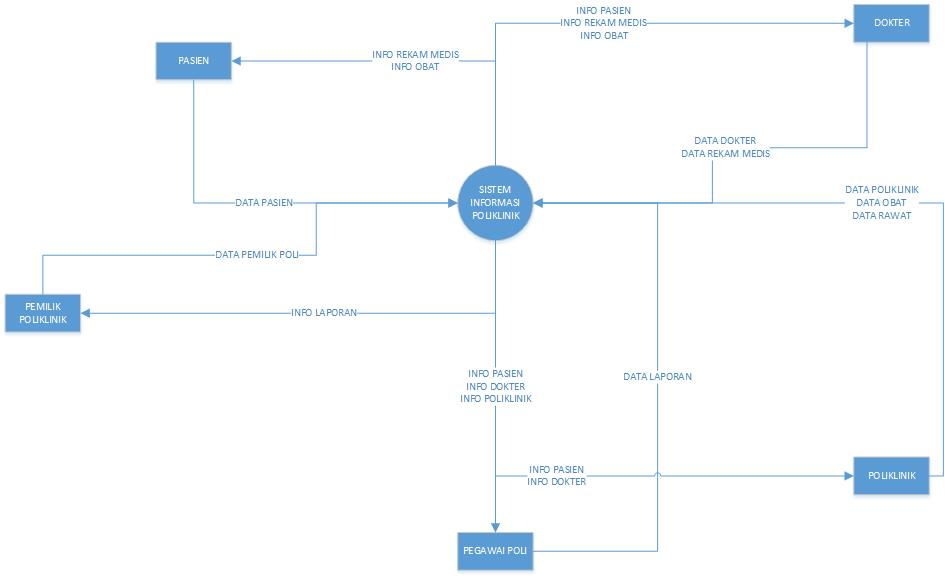 INFO PASIEN
INFO REKAM MEDIS
INFO OBAT
DOKTER
PASIEN
INFO REKAM MEDIS
INFO OBAT
DATA DOKTER
DATA REKAM MEDIS
SISTEM
INFORMASI
POLIKLINIK
DATA PASIEN
DATA POLIKLINIK
DATA OBAT
DATA RAWAT
DATA PEMILIK POLI
PEMILIK
POLIKLINIK
INFO LAPORAN
INFO PASIEN
INFO DOKTER
INFO POLIKLINIK
DATA LAPORAN
INFO PASIEN
INFO DOKTER
POLIKLINIK
PEGAWAI POLI